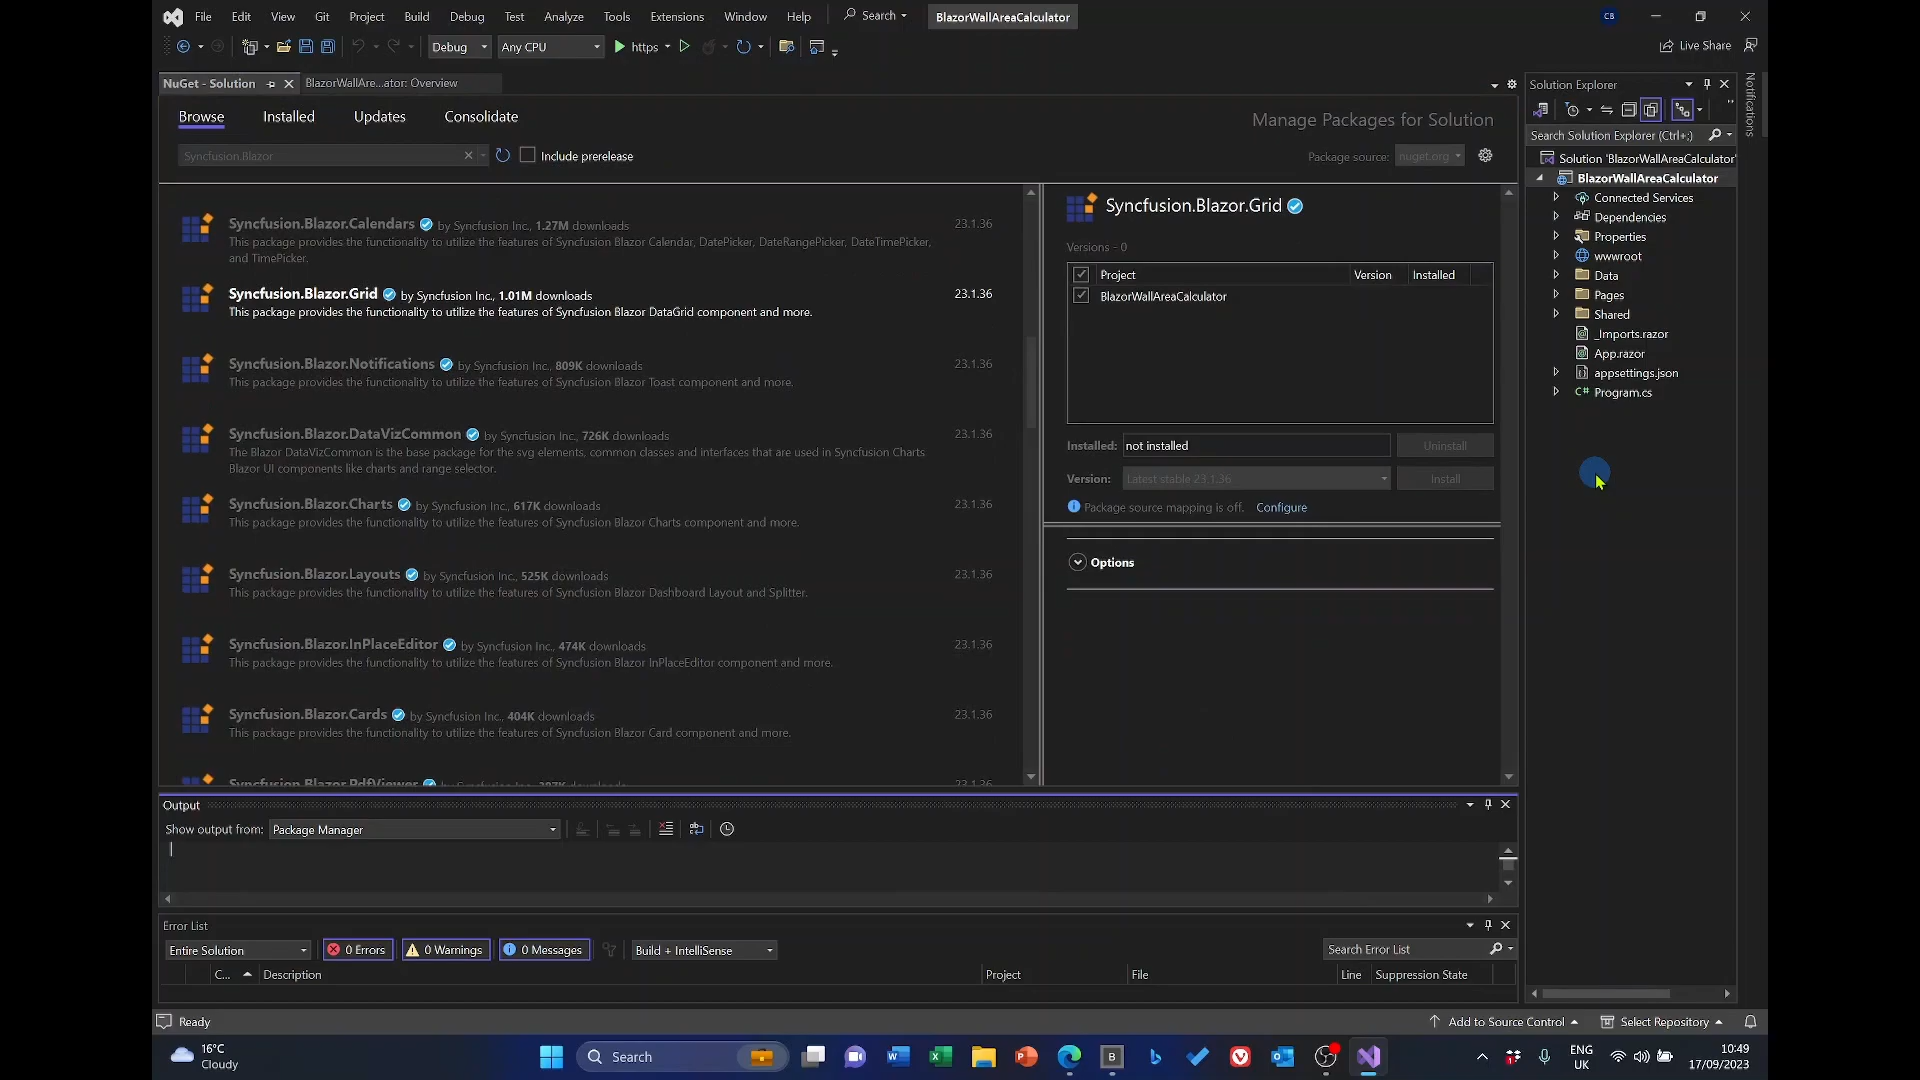 File Edit View Git Project Build Debug Test Analyze Tools Extensions Window Help Search BlazorWallAreaCalculator CB
Debug Any CPU https Live Share
NuGet - Solution BlazorWallAre...ator: Overview
Browse Installed Updates Consolidate Manage Packages for Solution
Syncfusion.Blazor Include prerelease Package source: nuget.org
Syncfusion.Blazor.Calendars by Syncfusion Inc., 1.27M downloads 23.1.36
This package provides the functionality to utilize the features of Syncfusion Blazor Calendar, DatePicker, DateRangePicker, DateTimePicker,
and TimePicker.
Syncfusion.Blazor.Grid by Syncfusion Inc., 1.01M downloads 23.1.36
This package provides the functionality to utilize the features of Syncfusion Blazor DataGrid component and more.
Syncfusion.Blazor.Notifications by Syncfusion Inc., 809K downloads 23.1.36
This package provides the functionality to utilize the features of Syncfusion Blazor Toast component and more.
Syncfusion.Blazor.DataVizCommon by Syncfusion Inc., 726K downloads 23.1.36
The Blazor DataVizCommon is the base package for the svg elements, common classes and interfaces that are used in Syncfusion Charts
Blazor UI components like charts and range selector.
Syncfusion.Blazor.Charts by Syncfusion Inc., 617K downloads 23.1.36
This package provides the functionality to utilize the features of Syncfusion Blazor Charts component and more.
Syncfusion.Blazor.Layouts by Syncfusion Inc., 525K downloads 23.1.36
This package provides the functionality to utilize the features of Syncfusion Blazor Dashboard Layout and Splitter.
Syncfusion.Blazor.InPlaceEditor by Syncfusion Inc., 474K downloads 23.1.36
This package provides the functionality to utilize the features of Syncfusion Blazor InPlaceEditor component and more.
Syncfusion.Blazor.Cards by Syncfusion Inc., 404K downloads 23.1.36
This package provides the functionality to utilize the features of Syncfusion Blazor Card component and more.
Syncfusion.Blazor.PdfViewer by Syncfusion Inc., downloads 23.1.36
Syncfusion.Blazor.Grid
Versions - 0
Project Version Installed
BlazorWallAreaCalculator
Installed: not installed Uninstall
Version: Latest stable 23.1.36 Install
Package source mapping is off. Configure
Options
Solution Explorer
Search Solution Explorer (Ctrl+;)
Solution 'BlazorWallAreaCalculator'
BlazorWallAreaCalculator
Connected Services
Dependencies
Properties
wwwroot
Data
Pages
Shared
_Imports.razor
App.razor
appsettings.json
C# Program.cs
Notifications
Output
Show output from: Package Manager
Error List
Entire Solution 0 Errors 0 Warnings 0 Messages Build + IntelliSense Search Error List
C... Description Project File Line Suppression State
Ready Add to Source Control Select Repository
16°C
Cloudy
Search
ENG
UK
10:49
17/09/2023